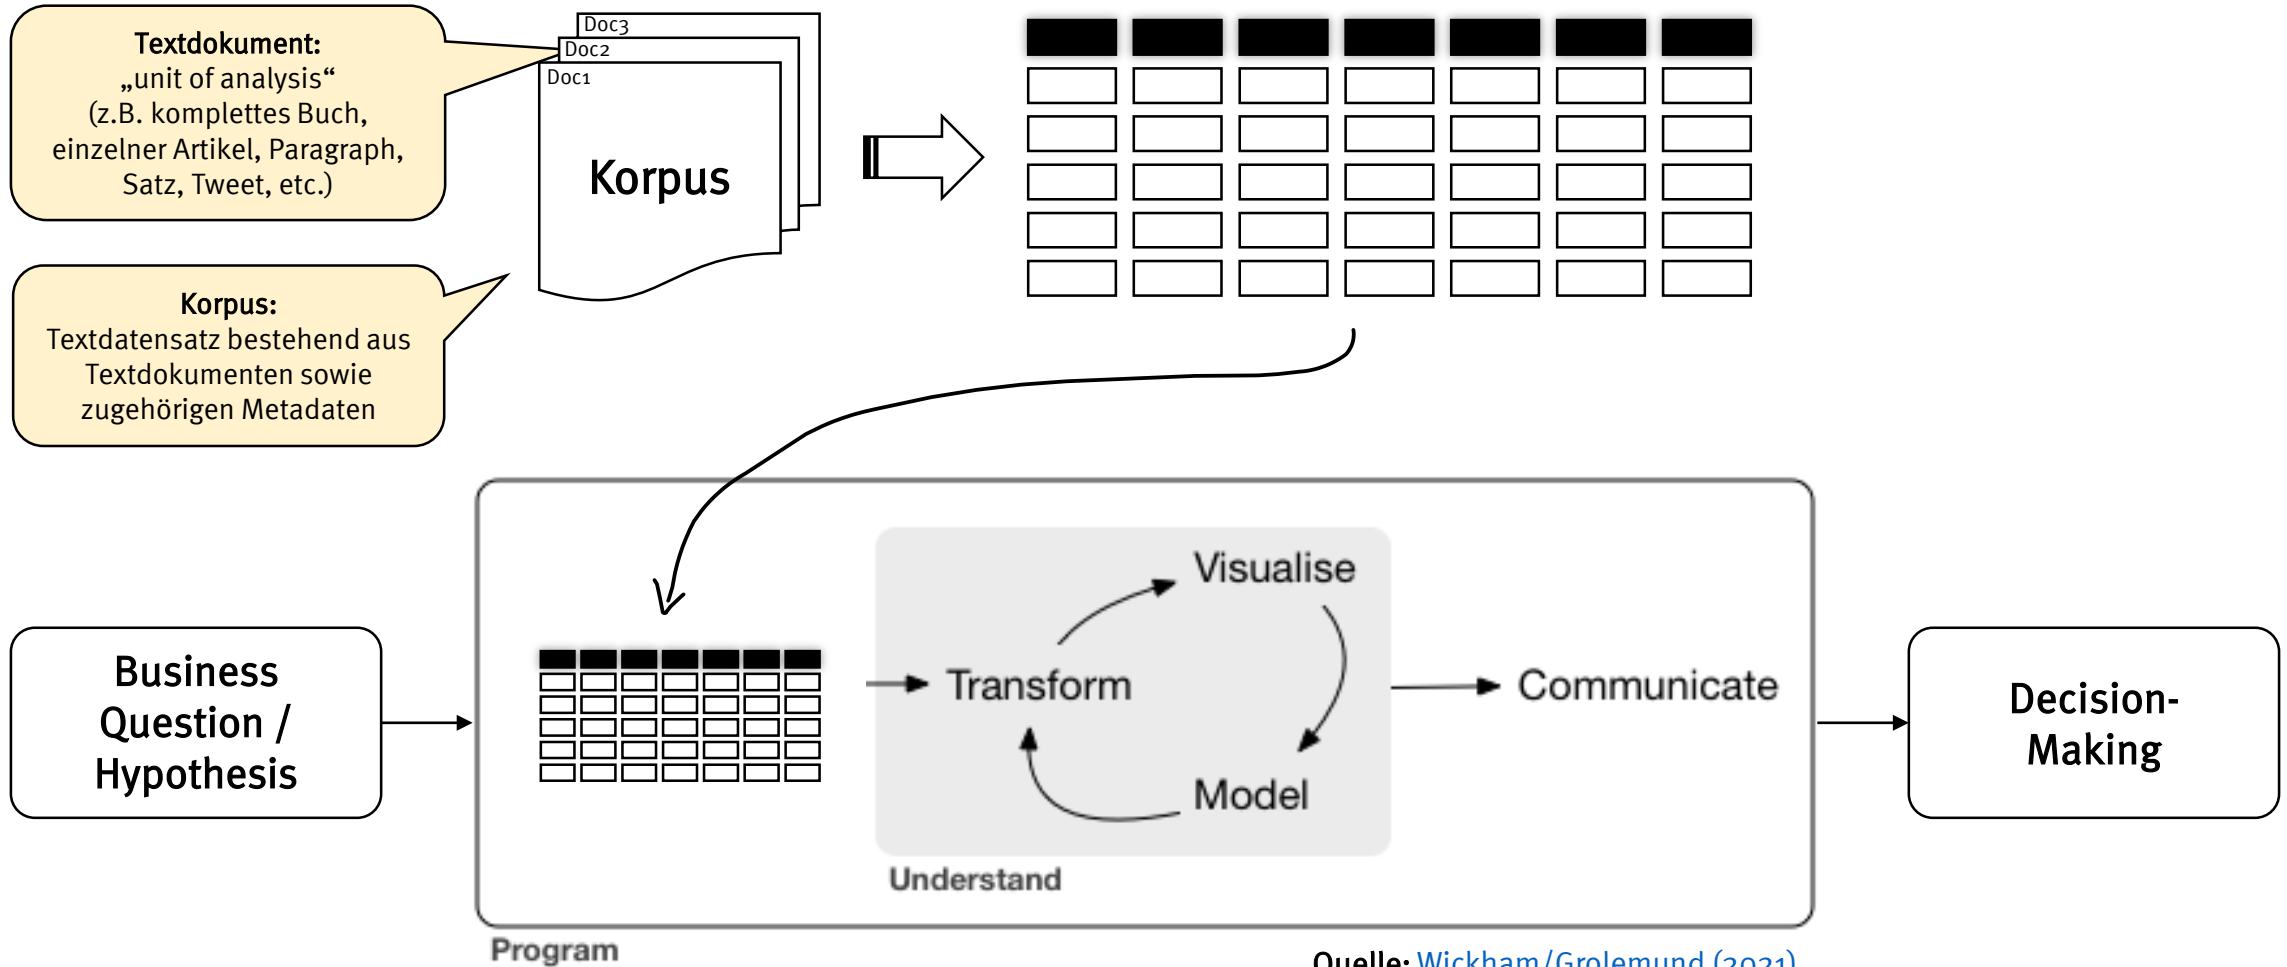 Textdokument:
„unit of analysis“
(z.B. komplettes Buch,
einzelner Artikel, Paragraph,
Satz, Tweet, etc.)
Doc3
Doc2
Doc1
Korpus
Korpus:
Textdatensatz bestehend aus
Textdokumenten sowie
zugehörigen Metadaten
Business
Question /
Hypothesis
Visualise
Transform
Model
Understand
Communicate
Program
Decision-
Making
Quelle: Wickham/Grolemund (2021)